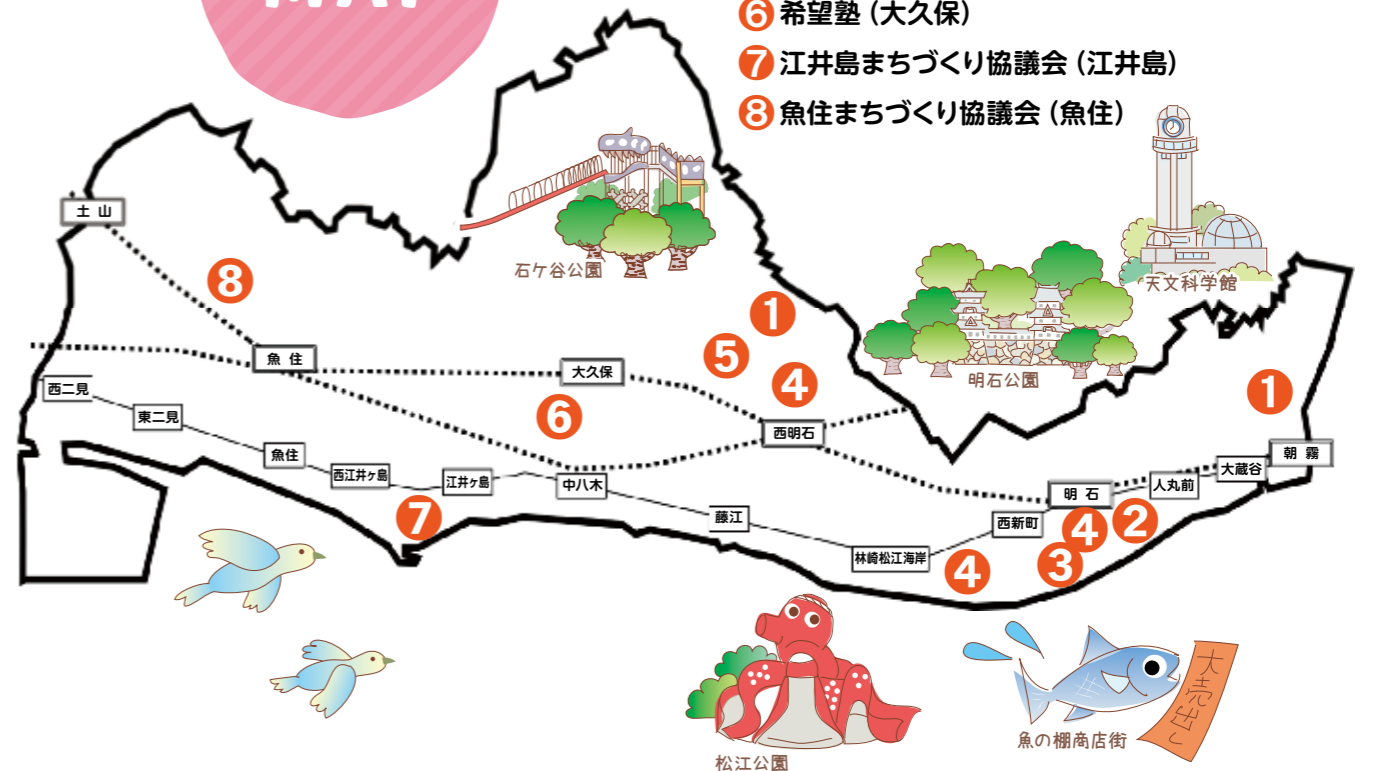 ⑥希望塾(大久保)
⑦江井島まちづくり協議会(江井島)
⑧魚住まちづくり協議会(魚住)
土山
⑧
石ケ谷公園
天文科学館
①
⑤
明石公園
魚住
大久保
④
①
西二見
東二見
⑥
西明石
魚住
西江井ヶ島
江井ヶ島
中八木
朝霧
大蔵谷
人丸前
明石
⑦
藤江
西新町
④
②
林崎松江海岸
④
③
大売出し
魚の棚商店街
松江公園